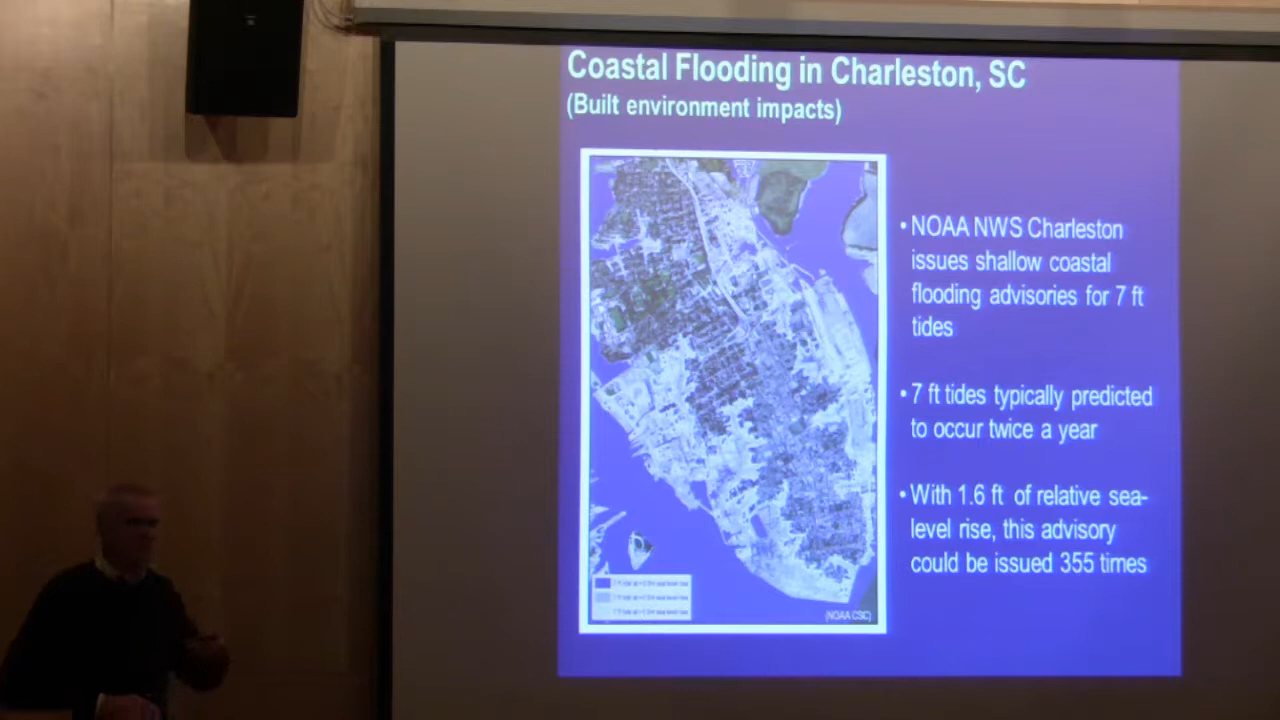 Coastal Flooding in Charleston, SC
(Built environment impacts)
• NOAA NWS Charleston
issues shallow coastal
flooding advisories for 7 ft
tides
• 7 ft tides typically predicted
to occur twice a year
• With 1.6 ft of relative sea-
level rise, this advisory
could be issued 355 times
(NOAA CSC)